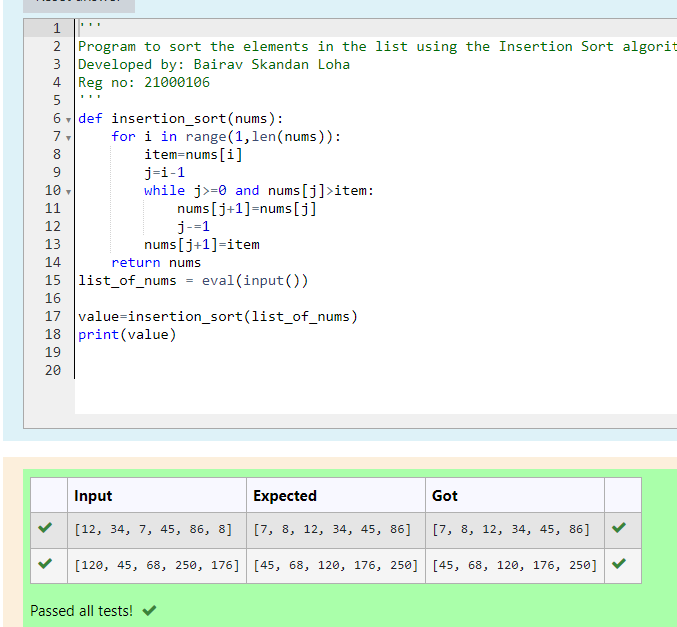 1 '''
2 Program to sort the elements in the list using the Insertion Sort
3 Developed by: Bairav Skandan Loha
4 Reg no: 21000106
5 '''
6 def insertion_sort(nums):
7     for i in range(1,len(nums)):
8         item=nums[i]
9         j=i-1
10         while j>=0 and nums[j]>item:
11             nums[j+1]=nums[j]
12             j-=1
13         nums[j+1]=item
14     return nums
15 list_of_nums = eval(input())
16
17 value=insertion_sort(list_of_nums)
18 print(value)
19
20
Input Expected Got
[12, 34, 7, 45, 86, 8] [7, 8, 12, 34, 45, 86] [7, 8, 12, 34, 45, 86]
[120, 45, 68, 250, 176] [45, 68, 120, 176, 250] [45, 68, 120, 176, 250]
Passed all tests!